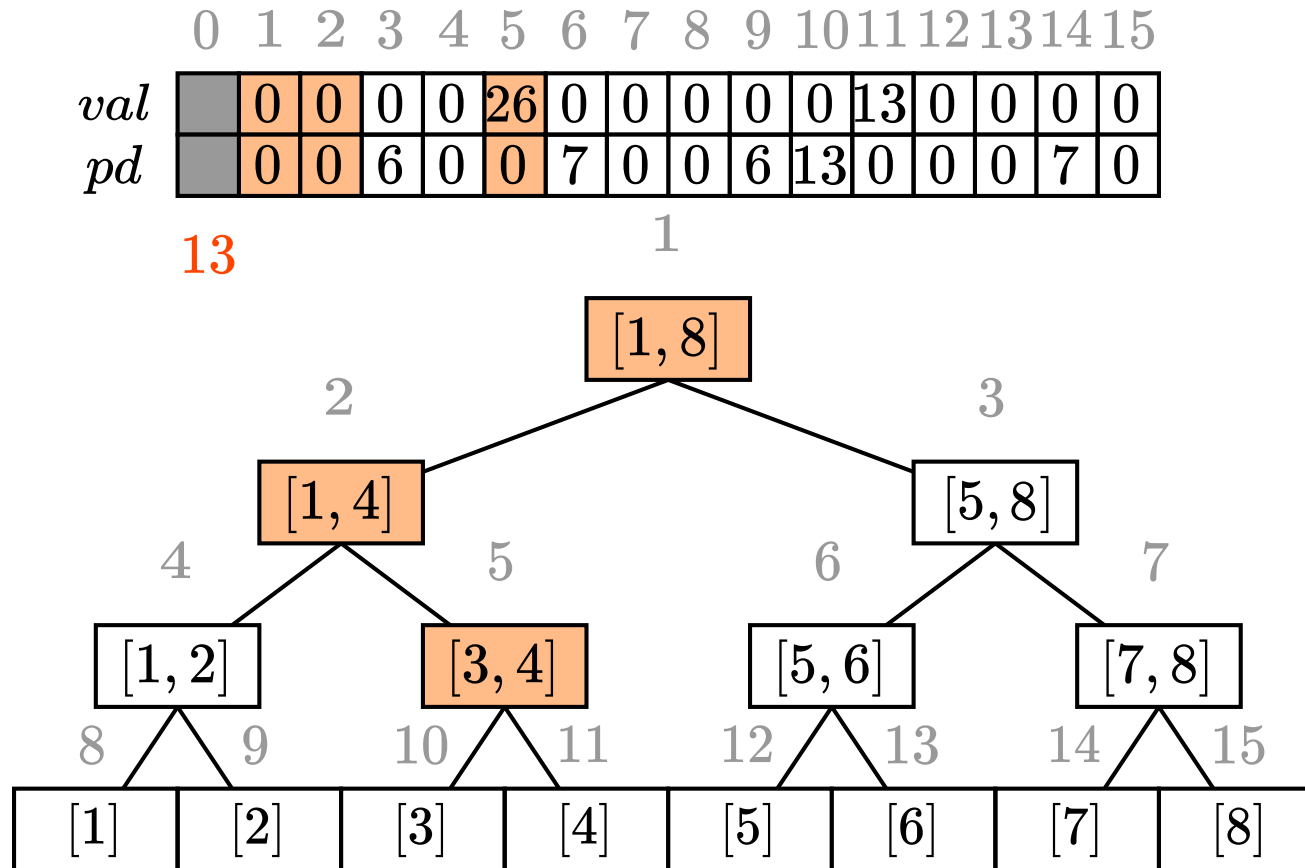 0 1 2 3 4 5 6 7 8 9 10 11 12 13 14 15
val 0 0 0 0 26 0 0 0 0 0 13 0 0 0 0
pd 0 0 6 0 0 7 0 0 6 13 0 0 0 7 0
1
13
[1, 8]
2 3
[1, 4] [5, 8]
4 5 6 7
[1, 2] [3, 4] [5, 6] [7, 8]
8 9 10 11 12 13 14 15
[1] [2] [3] [4] [5] [6] [7] [8]